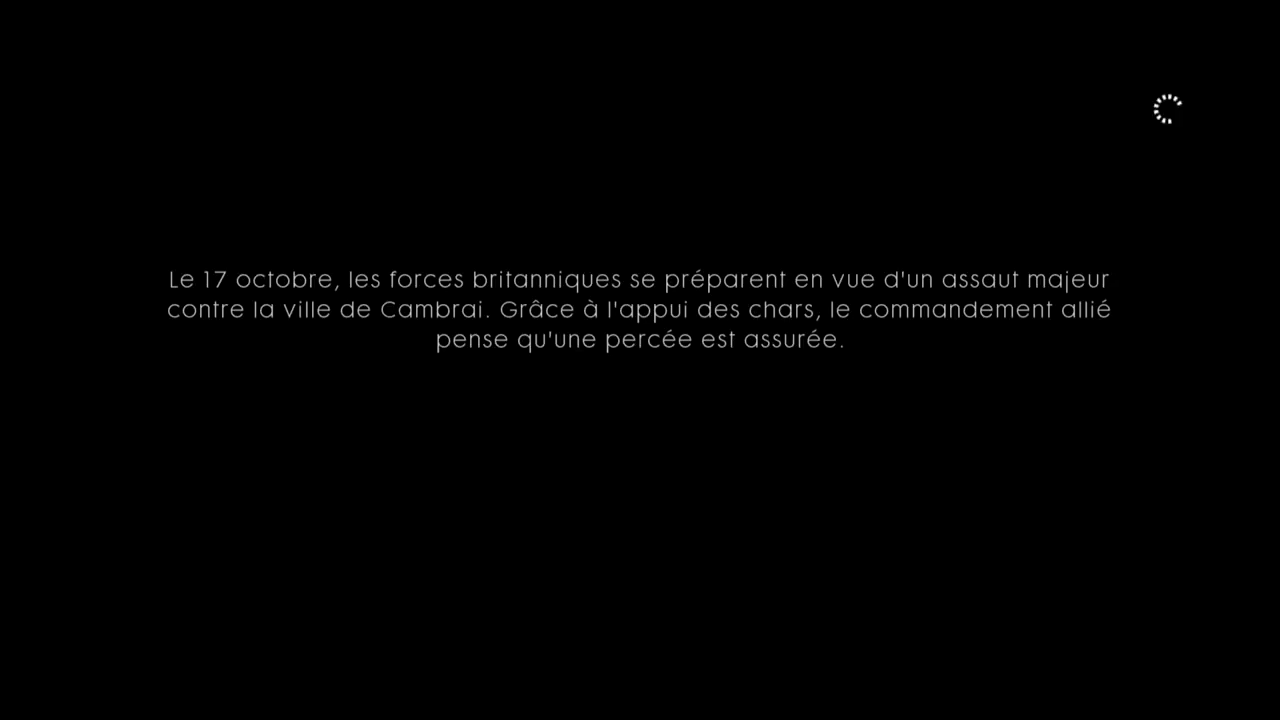 Le 17 octobre, les forces britanniques se préparent en vue d'un assaut majeur
contre la ville de Cambrai. Grâce à l'appui des chars, le commandement allié
pense qu'une percée est assurée.